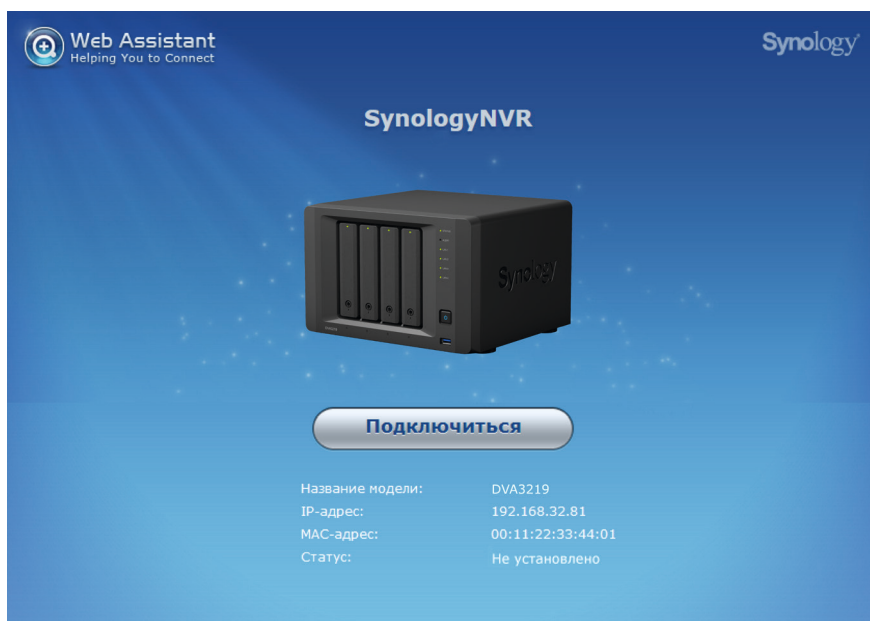 Web Assistant
Helping You to Connect
Synology
SynologyNVR
Synology
Подключиться
Название модели: DVA3219
IP-адрес: 192.168.32.81
MAC-адрес: 00:11:22:33:44:01
Статус: Не установлено